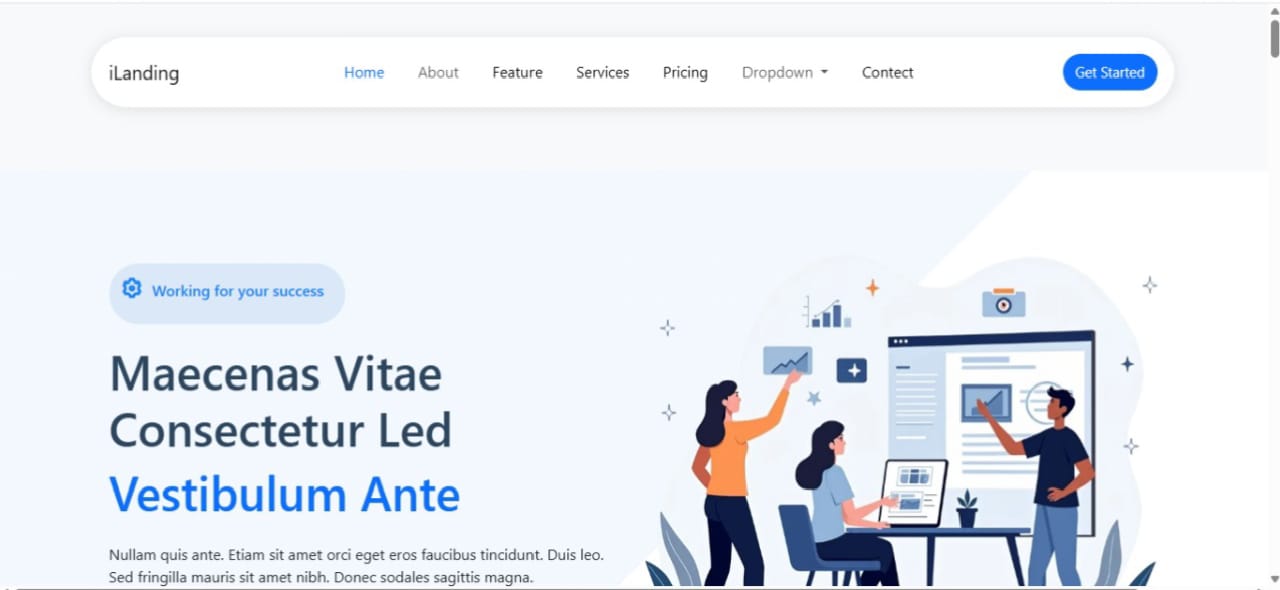 iLanding
Home About Feature Services Pricing Dropdown Contect
Get Started
Working for your success
Maecenas Vitae
Consectetur Led
Vestibulum Ante
Nullam quis ante. Etiam sit amet orci eget eros faucibus tincidunt. Duis leo.
Sed fringilla mauris sit amet nibh. Donec sodales sagittis magna.